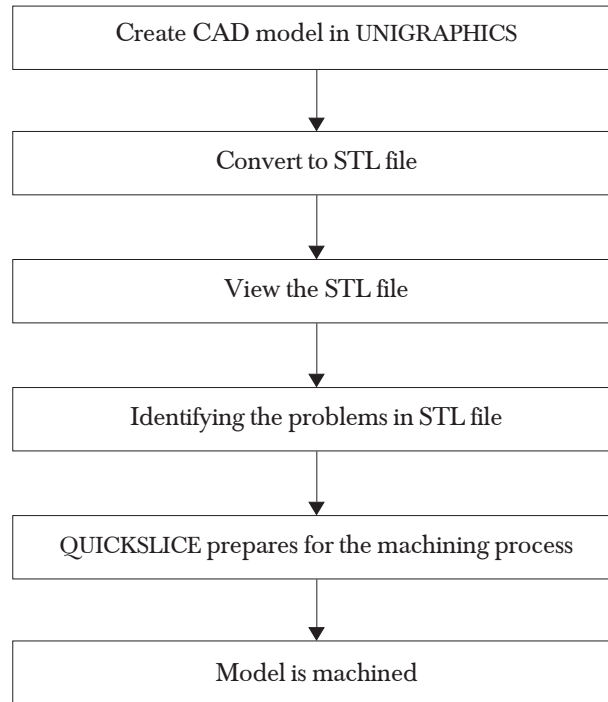 Create CAD model in UNIGRAPHICS
Convert to STL file
View the STL file
Identifying the problems in STL file
QUICKSLICE prepares for the machining process
Model is machined